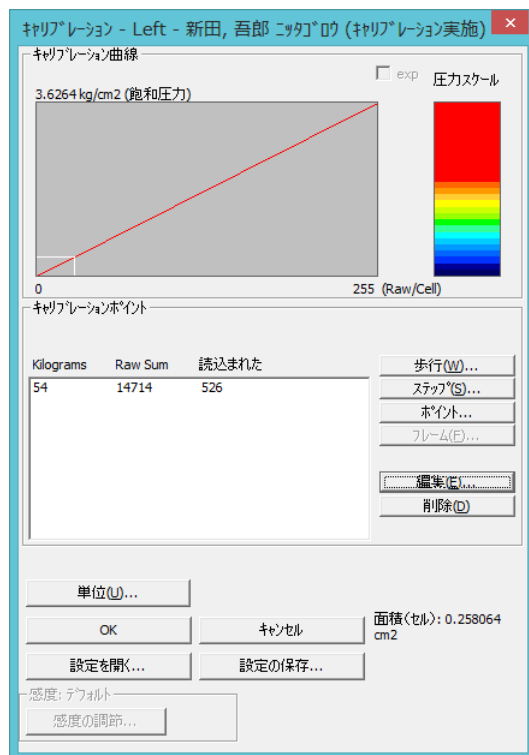 ｷｬﾘﾌﾞﾚｰｼｮﾝ - Left - 新田, 吾郎 ﾆｯﾀｺﾞﾛｳ (ｷｬﾘﾌﾞﾚｰｼｮﾝ実施)
ｷｬﾘﾌﾞﾚｰｼｮﾝ曲線
exp
圧力ｽｹｰﾙ
3.6264 kg/cm2 (飽和圧力)
0
255 (Raw/Cell)
ｷｬﾘﾌﾞﾚｰｼｮﾝﾎﾟｲﾝﾄ
Kilograms Raw Sum 読込まれた
54 14714 526
歩行(W)...
ｽﾃｯﾌﾟ(S)...
ﾎﾟｲﾝﾄ...
ﾌﾚｰﾑ(F)...
編集(E)...
削除(D)
単位(U)...
OK
ｷｬﾝｾﾙ
面積(ｾﾙ): 0.258064
cm2
設定を開く...
設定の保存...
感度: ﾃﾞﾌｫﾙﾄ
感度の調節...